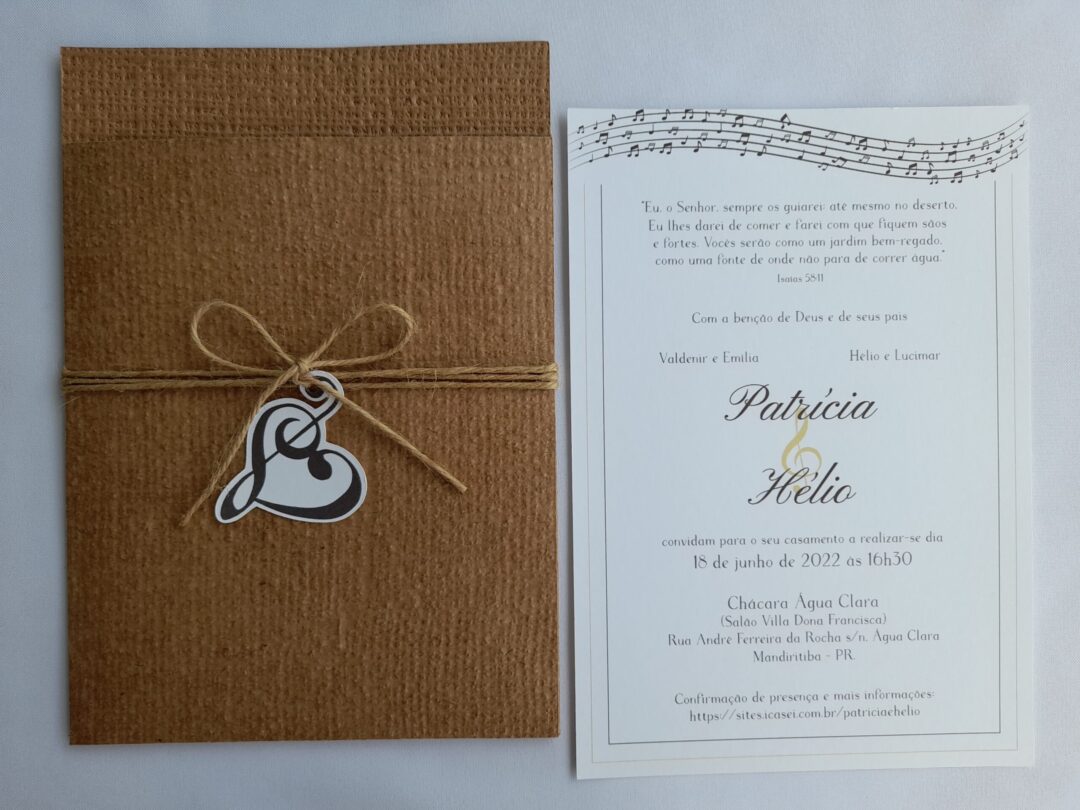 "Eu, o Senhor, sempre os guiarei; até mesmo no deserto,
Eu lhes darei de comer e farei com que fiquem sãos
e fortes. Vocês serão como um jardim bem-regado,
como uma fonte de onde não para de correr água."
Isaías 58:11
Com a benção de Deus e de seus pais
Valdenir e Emília Hélio e Lucimar
Patrícia
Hélio
convidam para o seu casamento a realizar-se dia
18 de junho de 2022 às 16h30
Chácara Água Clara
(Salão Villa Dona Francisca)
Rua André Ferreira da Rocha s/n. Água Clara
Mandiritiba - PR.
Confirmação de presença e mais informações:
https://sites.icasei.com.br/patriciaehelio